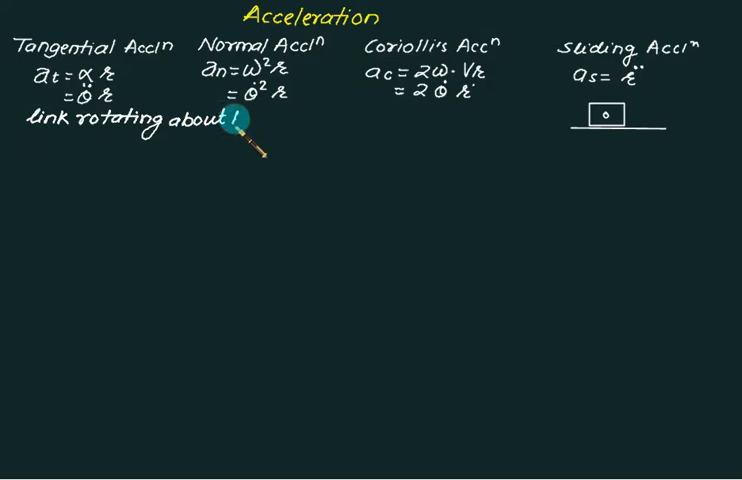 Acceleration
Tangential Acclⁿ Normal Acclⁿ Coriolli's Accⁿ Sliding Acclⁿ
at = α r an = ω² r ac = 2ω · Vr as = r̈
= θ̈ r = θ̇² r = 2 θ̇ ṙ
link rotating about